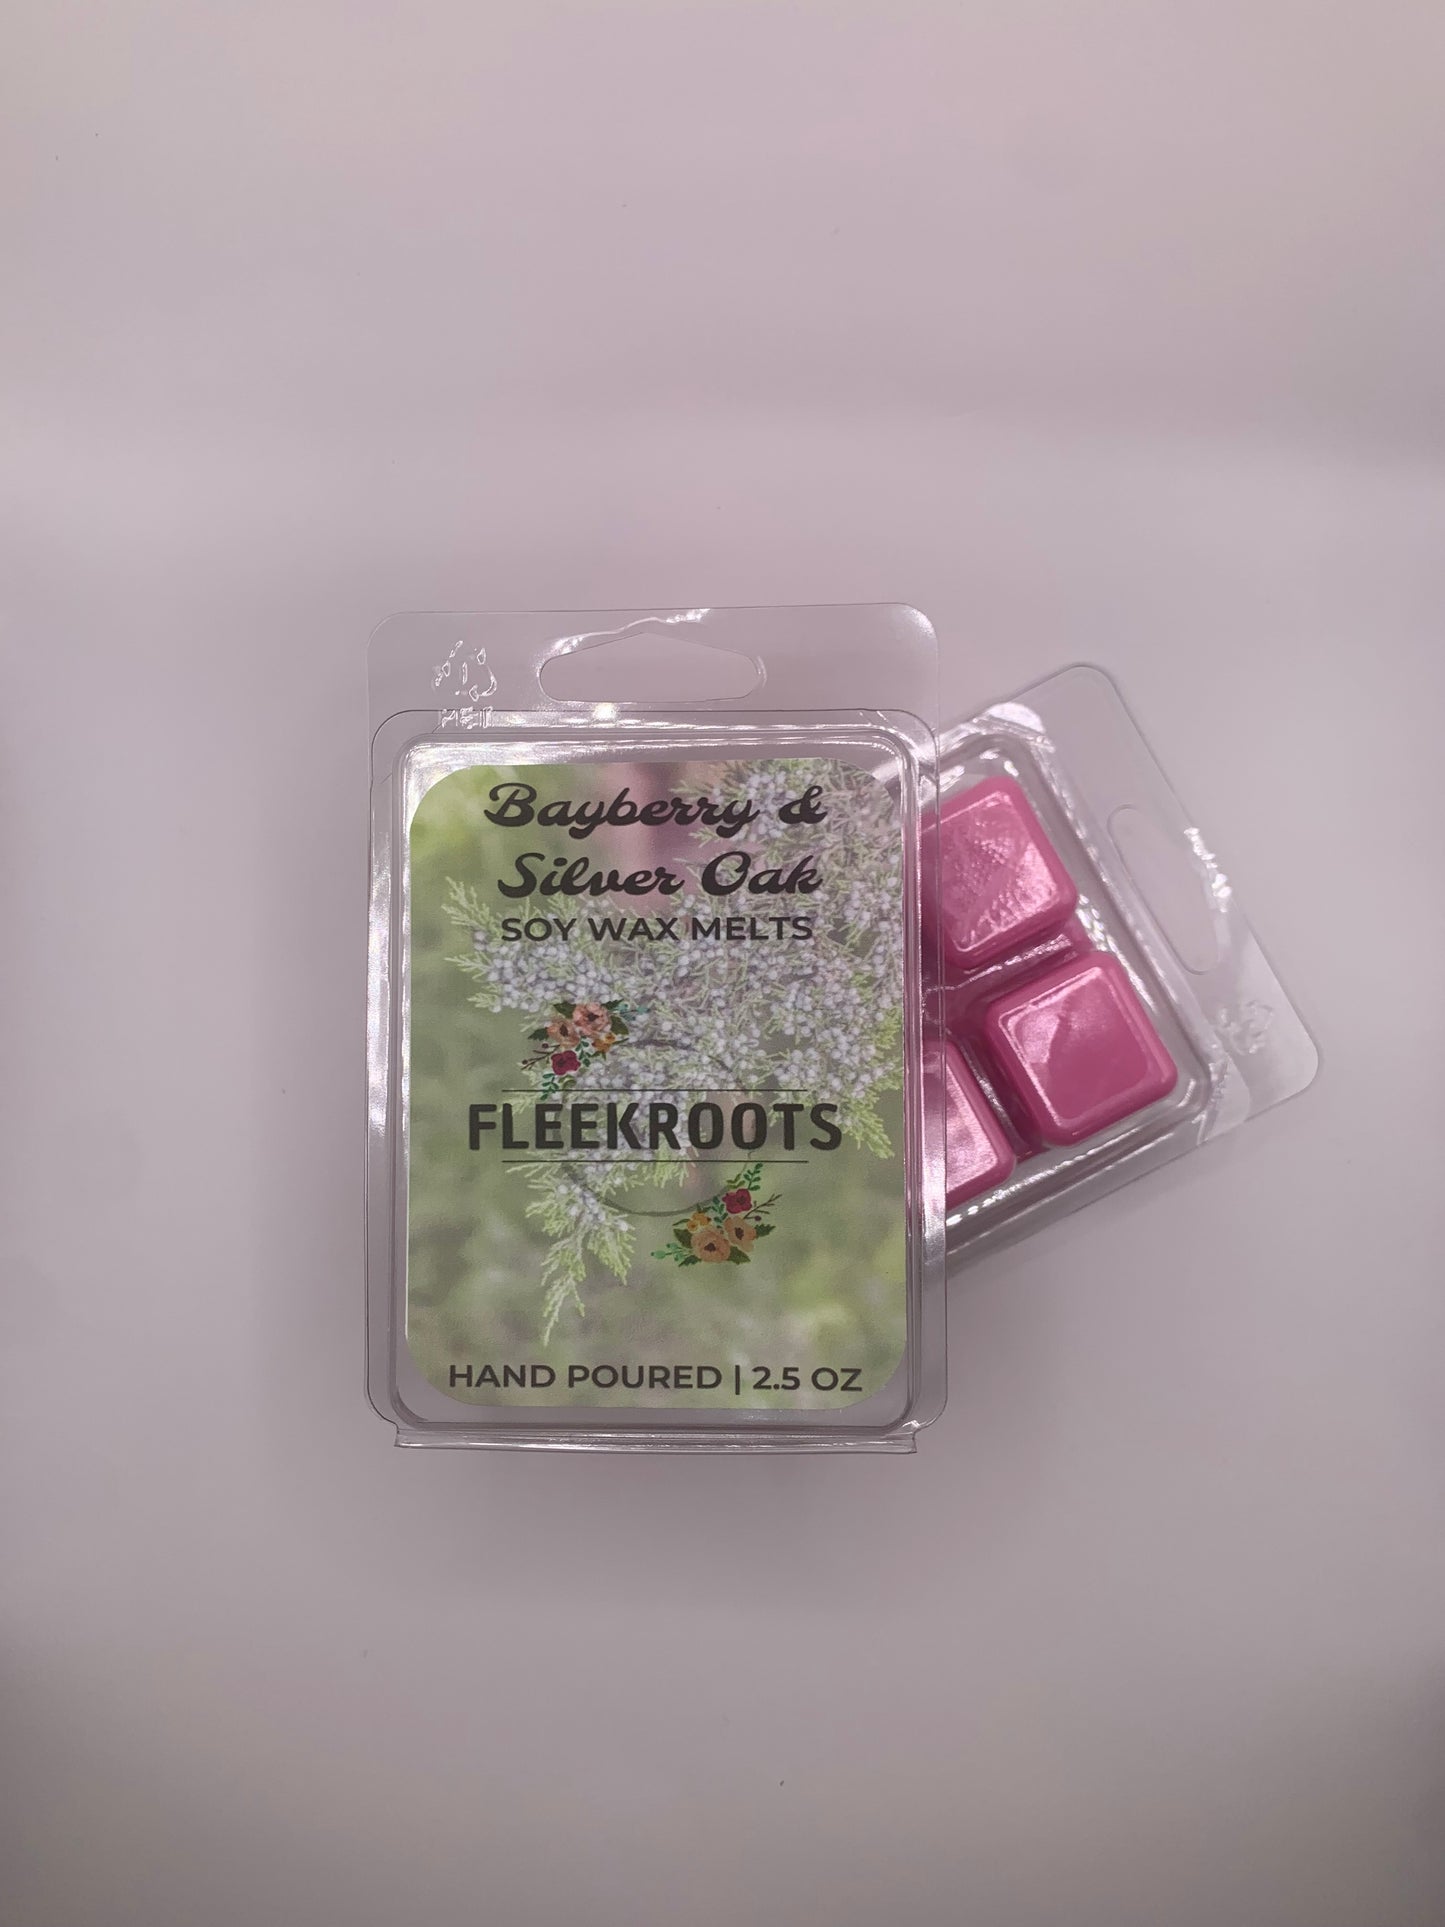 Bayberry &
Silver Oak
SOY WAX MELTS
FLEEKROOTS
HAND POURED | 2.5 OZ